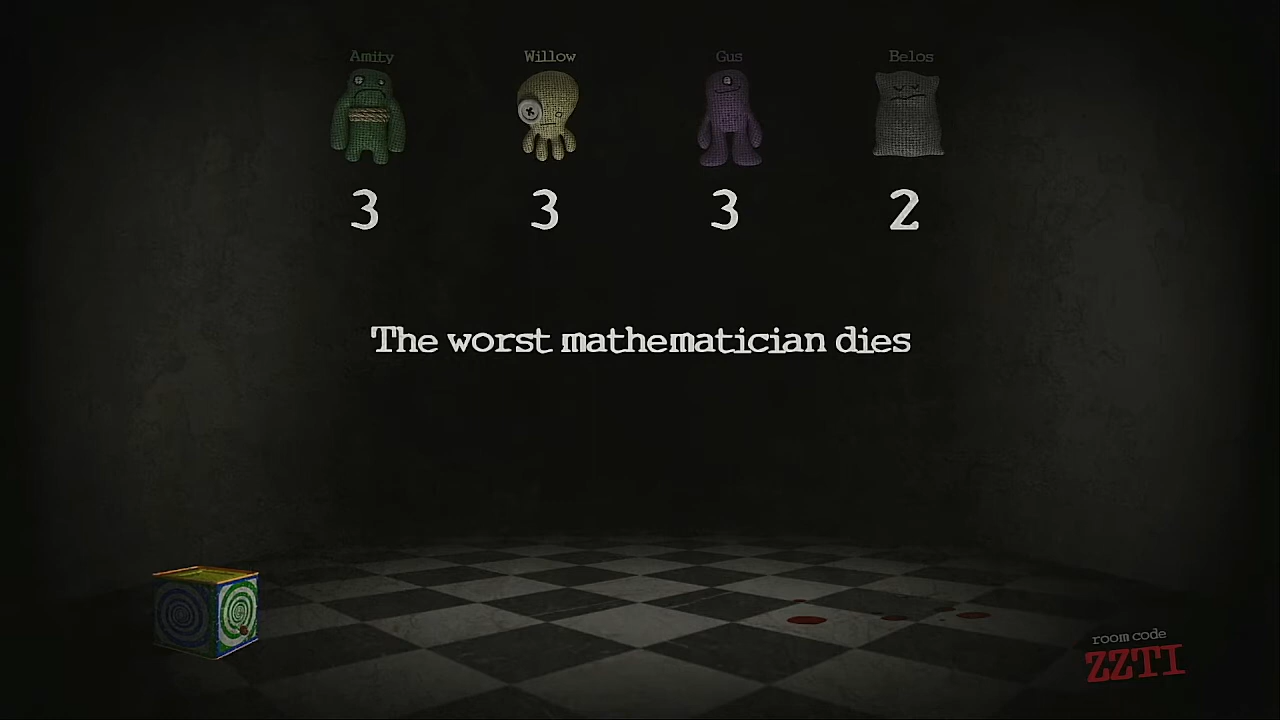 Amity Willow Gus Belos
3 3 3 2
The worst mathematician dies
room code
ZZTI